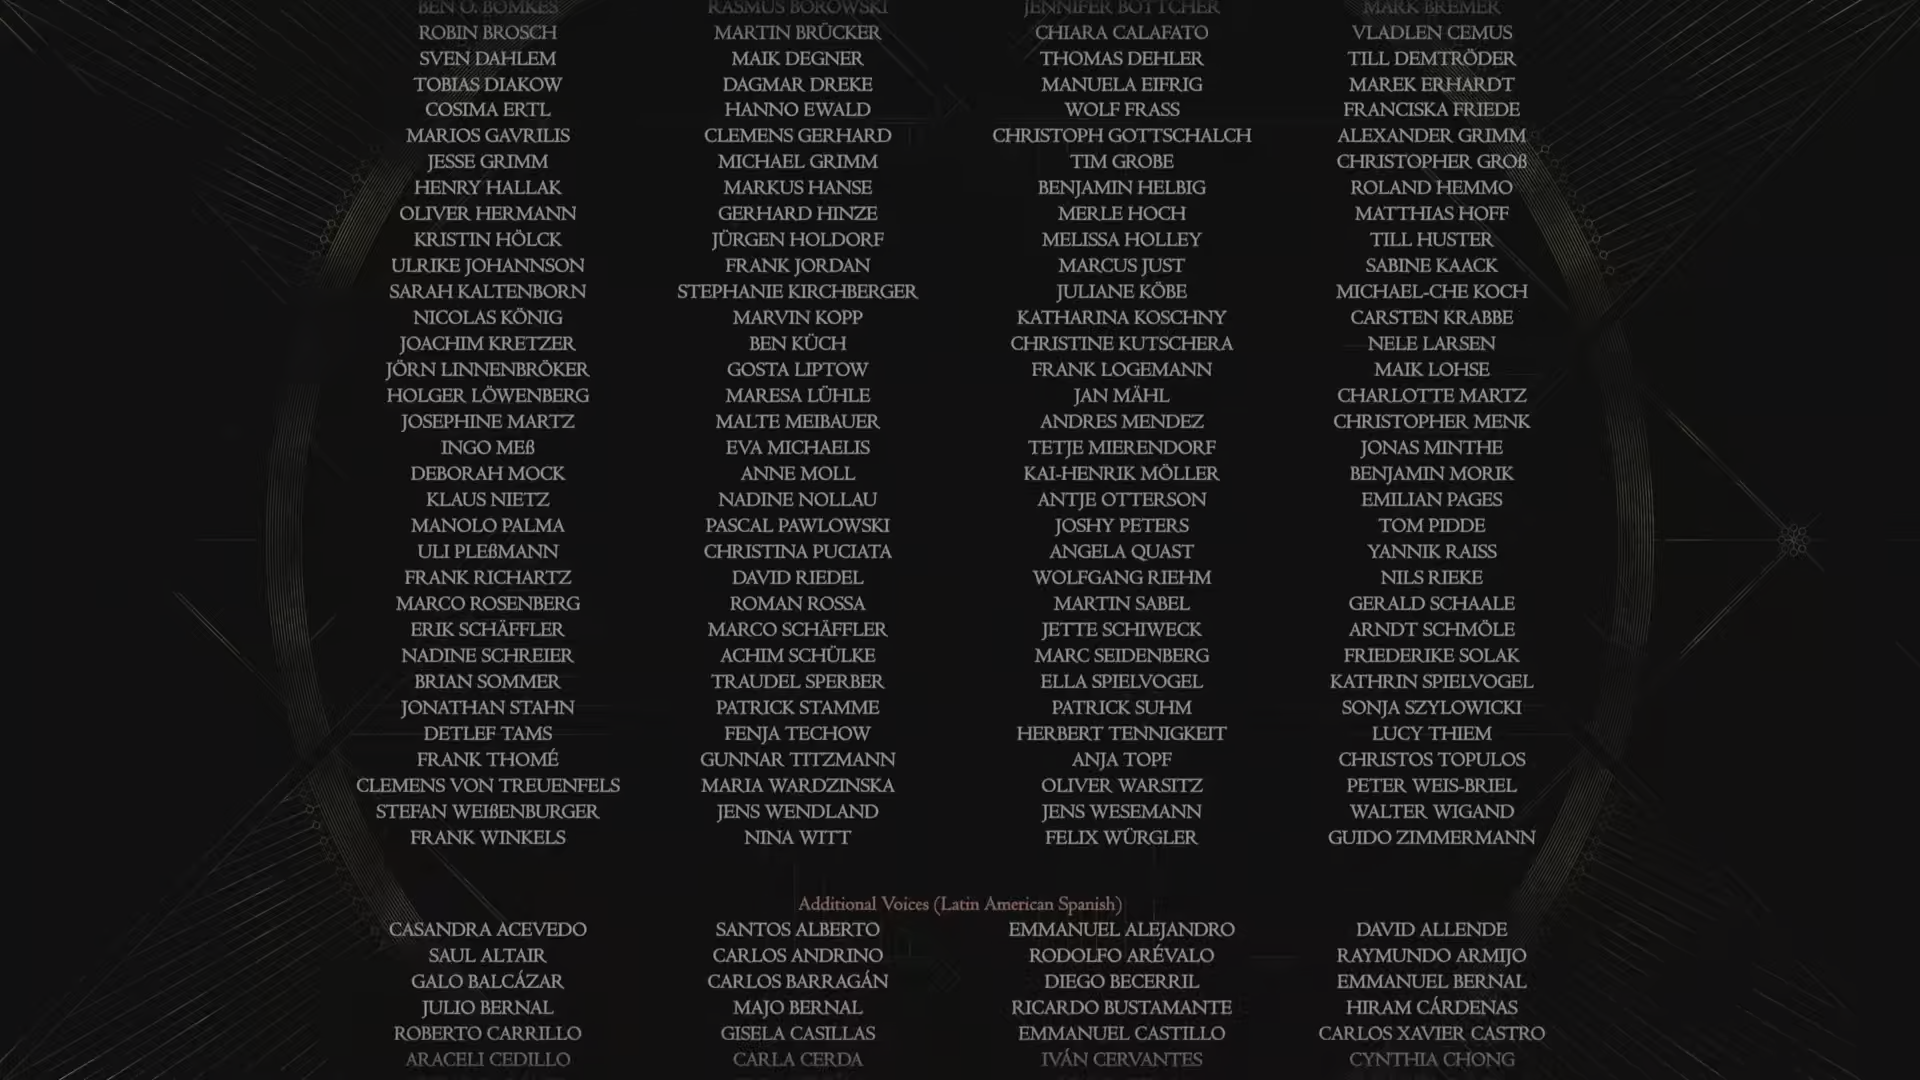 BEN O. BOMKES RASMUS BOROWSKI JENNIFER BÖTTCHER MARK BREMER
ROBIN BROSCH MARTIN BRÜCKER CHIARA CALAFATO VLADLEN CEMUS
SVEN DAHLEM MAIK DEGNER THOMAS DEHLER TILL DEMTRÖDER
TOBIAS DIAKOW DAGMAR DREKE MANUELA EIFRIG MAREK ERHARDT
COSIMA ERTL HANNO EWALD WOLF FRASS FRANCISKA FRIEDE
MARIOS GAVRILIS CLEMENS GERHARD CHRISTOPH GOTTSCHALCH ALEXANDER GRIMM
JESSE GRIMM MICHAEL GRIMM TIM GROBE CHRISTOPHER GROß
HENRY HALLAK MARKUS HANSE BENJAMIN HELBIG ROLAND HEMMO
OLIVER HERMANN GERHARD HINZE MERLE HOCH MATTHIAS HOFF
KRISTIN HÖLCK JÜRGEN HOLDORF MELISSA HOLLEY TILL HUSTER
ULRIKE JOHANNSON FRANK JORDAN MARCUS JUST SABINE KAACK
SARAH KALTENBORN STEPHANIE KIRCHBERGER JULIANE KÖBE MICHAEL-CHE KOCH
NICOLAS KÖNIG MARVIN KOPP KATHARINA KOSCHNY CARSTEN KRABBE
JOACHIM KRETZER BEN KÜCH CHRISTINE KUTSCHERA NELE LARSEN
JÖRN LINNENBRÖKER GOSTA LIPTOW FRANK LOGEMANN MAIK LOHSE
HOLGER LÖWENBERG MARESA LÜHLE JAN MÄHL CHARLOTTE MARTZ
JOSEPHINE MARTZ MALTE MEIBAUER ANDRES MENDEZ CHRISTOPHER MENK
INGO MEß EVA MICHAELIS TETJE MIERENDORF JONAS MINTHE
DEBORAH MOCK ANNE MOLL KAI-HENRIK MÖLLER BENJAMIN MORIK
KLAUS NIETZ NADINE NOLLAU ANTJE OTTERSON EMILIAN PAGES
MANOLO PALMA PASCAL PAWLOWSKI JOSHY PETERS TOM PIDDE
ULI PLEßMANN CHRISTINA PUCIATA ANGELA QUAST YANNIK RAISS
FRANK RICHARTZ DAVID RIEDEL WOLFGANG RIEHM NILS RIEKE
MARCO ROSENBERG ROMAN ROSSA MARTIN SABEL GERALD SCHAALE
ERIK SCHÄFFLER MARCO SCHÄFFLER JETTE SCHIWECK ARNDT SCHMÖLE
NADINE SCHREIER ACHIM SCHÜLKE MARC SEIDENBERG FRIEDERIKE SOLAK
BRIAN SOMMER TRAUDEL SPERBER ELLA SPIELVOGEL KATHRIN SPIELVOGEL
JONATHAN STAHN PATRICK STAMME PATRICK SUHM SONJA SZYLOWICKI
DETLEF TAMS FENJA TECHOW HERBERT TENNIGKEIT LUCY THIEM
FRANK THOMÉ GUNNAR TITZMANN ANJA TOPF CHRISTOS TOPULOS
CLEMENS VON TREUENFELS MARIA WARDZINSKA OLIVER WARSITZ PETER WEIS-BRIEL
STEFAN WEIßENBURGER JENS WENDLAND JENS WESEMANN WALTER WIGAND
FRANK WINKELS NINA WITT FELIX WÜRGLER GUIDO ZIMMERMANN
Additional Voices (Latin American Spanish)
CASANDRA ACEVEDO SANTOS ALBERTO EMMANUEL ALEJANDRO DAVID ALLENDE
SAUL ALTAIR CARLOS ANDRINO RODOLFO ARÉVALO RAYMUNDO ARMIJO
GALO BALCÁZAR CARLOS BARRAGÁN DIEGO BECERRIL EMMANUEL BERNAL
JULIO BERNAL MAJO BERNAL RICARDO BUSTAMANTE HIRAM CÁRDENAS
ROBERTO CARRILLO GISELA CASILLAS EMMANUEL CASTILLO CARLOS XAVIER CASTRO
ARACELI CEDILLO CARLA CERDA IVÁN CERVANTES CYNTHIA CHONG